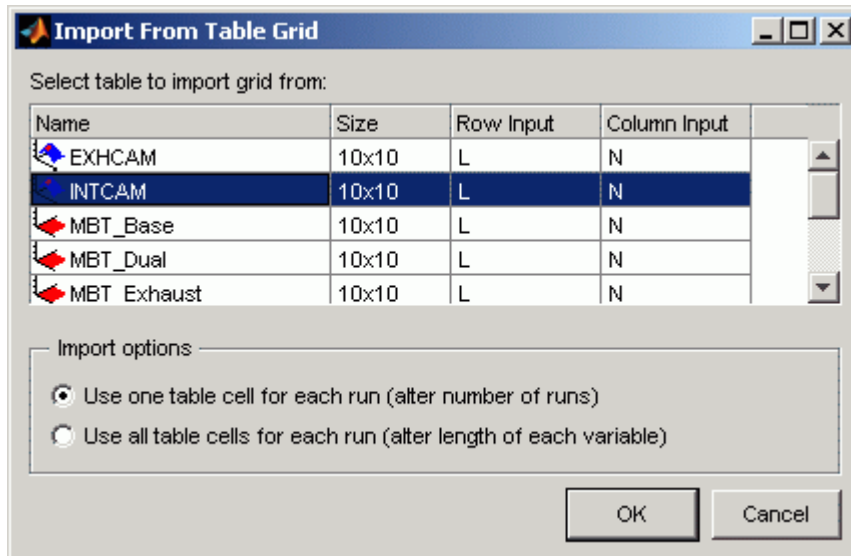 Import From Table Grid
Select table to import grid from:
Name Size Row Input Column Input
EXHCAM 10x10 L N
INTCAM 10x10 L N
MBT_Base 10x10 L N
MBT_Dual 10x10 L N
MBT_Exhaust 10x10 L N
Import options
Use one table cell for each run (alter number of runs)
Use all table cells for each run (alter length of each variable)
OK Cancel